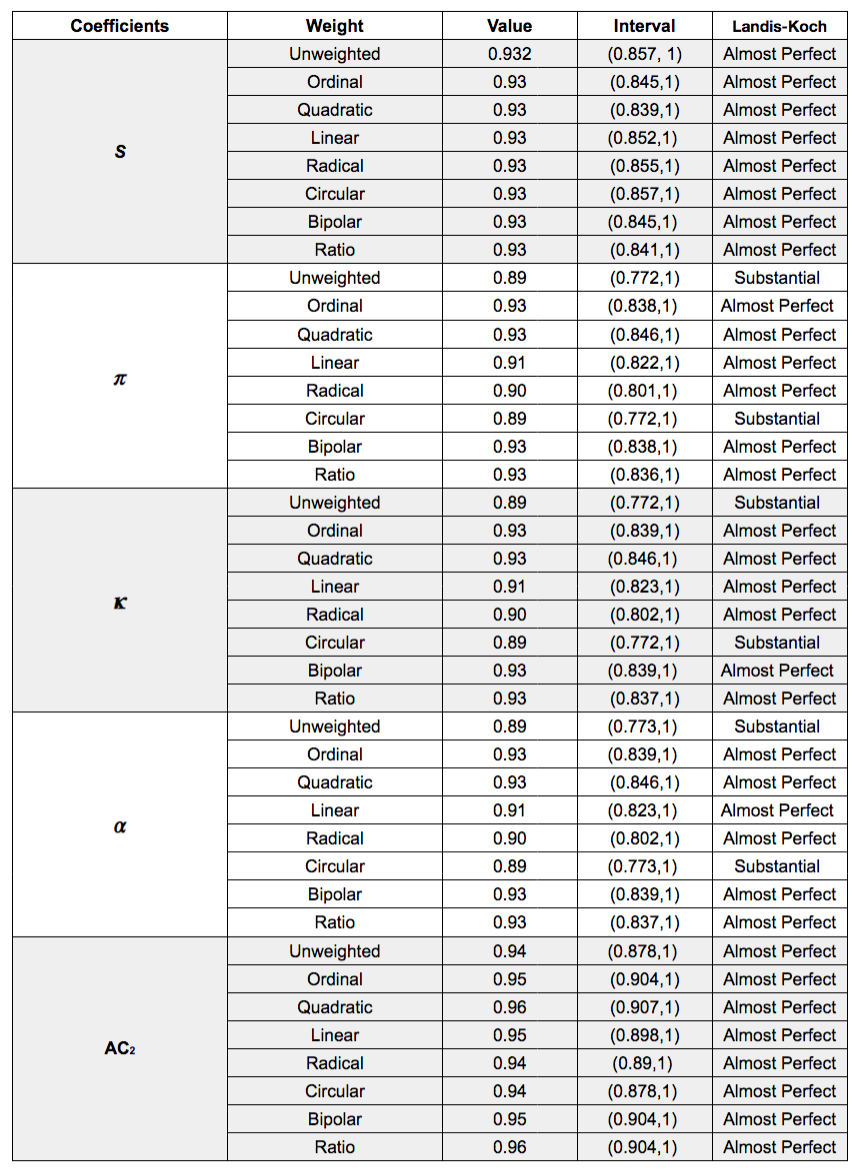 Coefficients Weight Value Interval Landis-Koch
S
Unweighted 0.932 (0.857, 1) Almost Perfect
Ordinal 0.93 (0.845,1) Almost Perfect
Quadratic 0.93 (0.839,1) Almost Perfect
Linear 0.93 (0.852,1) Almost Perfect
Radical 0.93 (0.855,1) Almost Perfect
Circular 0.93 (0.857,1) Almost Perfect
Bipolar 0.93 (0.845,1) Almost Perfect
Ratio 0.93 (0.841,1) Almost Perfect
π
Unweighted 0.89 (0.772,1) Substantial
Ordinal 0.93 (0.838,1) Almost Perfect
Quadratic 0.93 (0.846,1) Almost Perfect
Linear 0.91 (0.822,1) Almost Perfect
Radical 0.90 (0.801,1) Almost Perfect
Circular 0.89 (0.772,1) Substantial
Bipolar 0.93 (0.838,1) Almost Perfect
Ratio 0.93 (0.836,1) Almost Perfect
κ
Unweighted 0.89 (0.772,1) Substantial
Ordinal 0.93 (0.839,1) Almost Perfect
Quadratic 0.93 (0.846,1) Almost Perfect
Linear 0.91 (0.823,1) Almost Perfect
Radical 0.90 (0.802,1) Almost Perfect
Circular 0.89 (0.772,1) Substantial
Bipolar 0.93 (0.839,1) Almost Perfect
Ratio 0.93 (0.837,1) Almost Perfect
α
Unweighted 0.89 (0.773,1) Substantial
Ordinal 0.93 (0.839,1) Almost Perfect
Quadratic 0.93 (0.846,1) Almost Perfect
Linear 0.91 (0.823,1) Almost Perfect
Radical 0.90 (0.802,1) Almost Perfect
Circular 0.89 (0.773,1) Substantial
Bipolar 0.93 (0.839,1) Almost Perfect
Ratio 0.93 (0.837,1) Almost Perfect
AC₂
Unweighted 0.94 (0.878,1) Almost Perfect
Ordinal 0.95 (0.904,1) Almost Perfect
Quadratic 0.96 (0.907,1) Almost Perfect
Linear 0.95 (0.898,1) Almost Perfect
Radical 0.94 (0.89,1) Almost Perfect
Circular 0.94 (0.878,1) Almost Perfect
Bipolar 0.95 (0.904,1) Almost Perfect
Ratio 0.96 (0.904,1) Almost Perfect